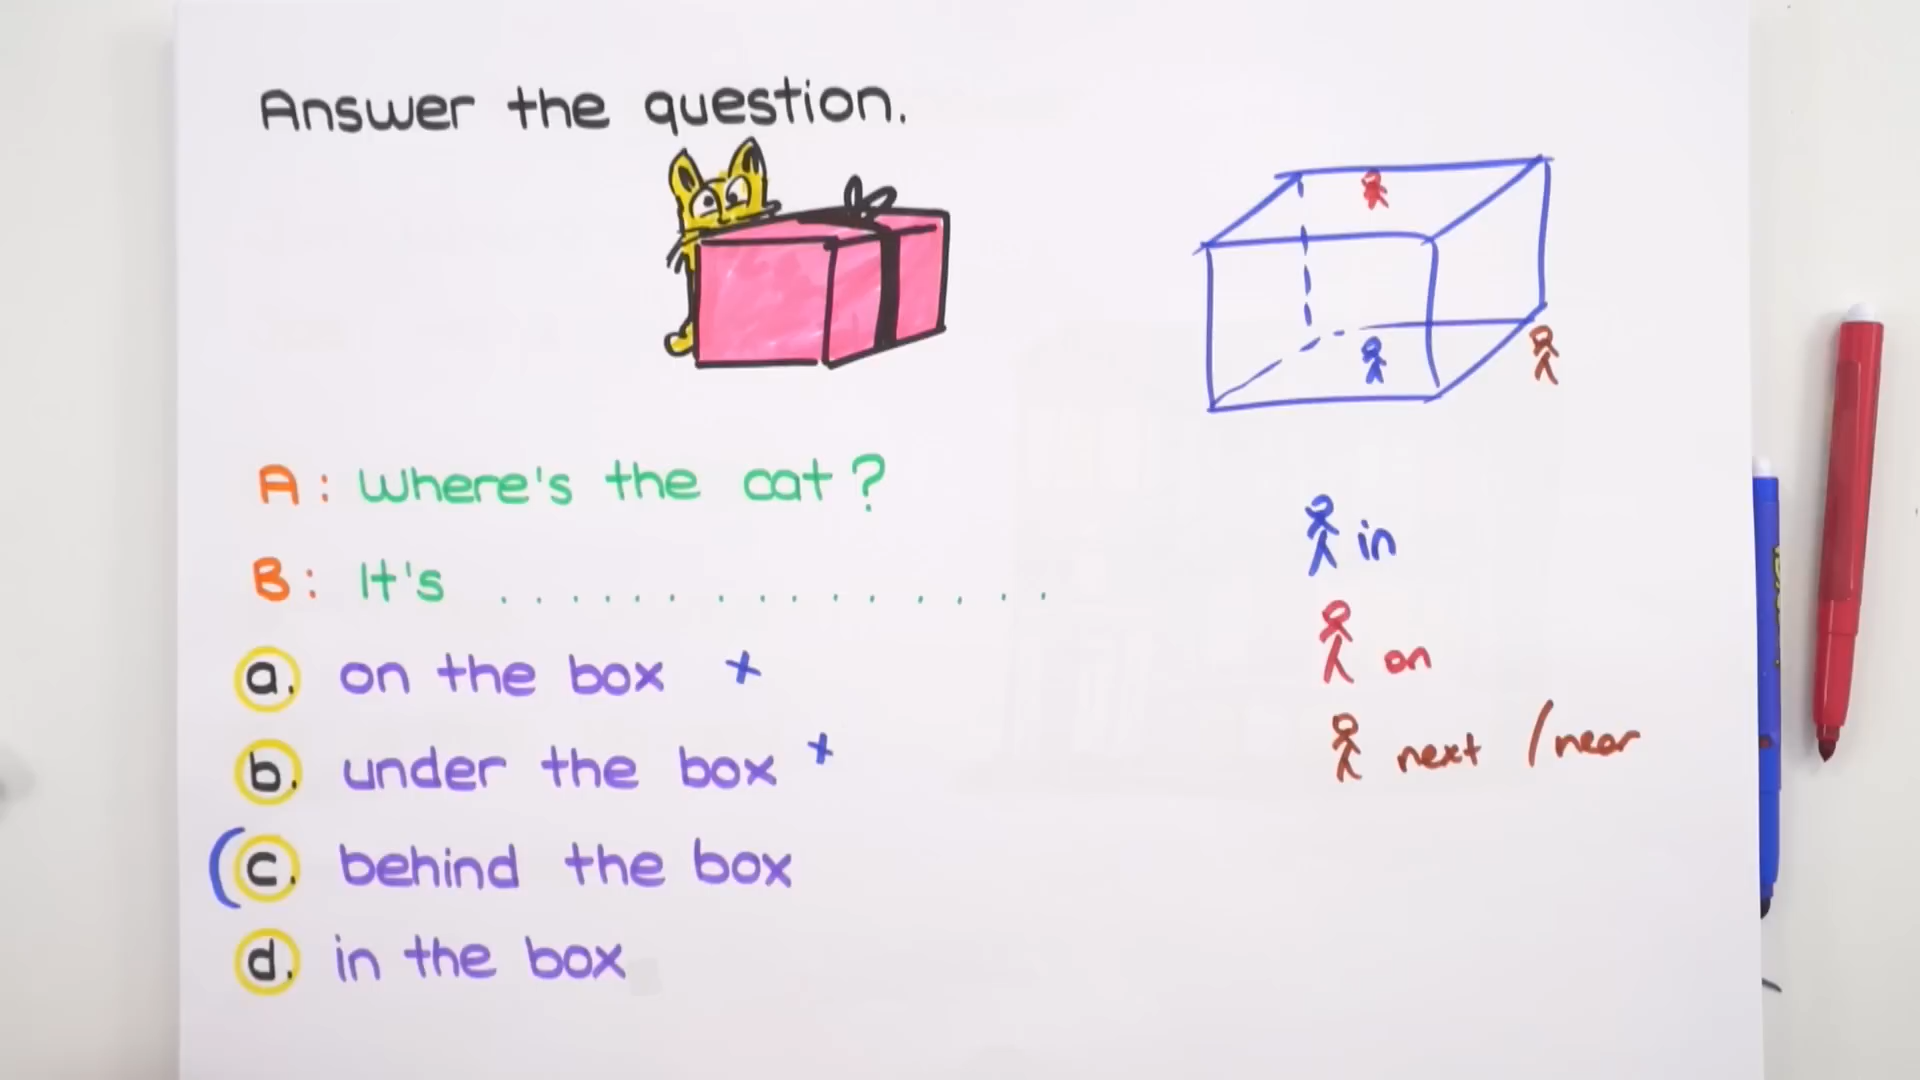 Answer the question.
A: Where's the cat?
B: It's ................
a. on the box +
b. under the box +
(c. behind the box
d. in the box
in
on
next / near